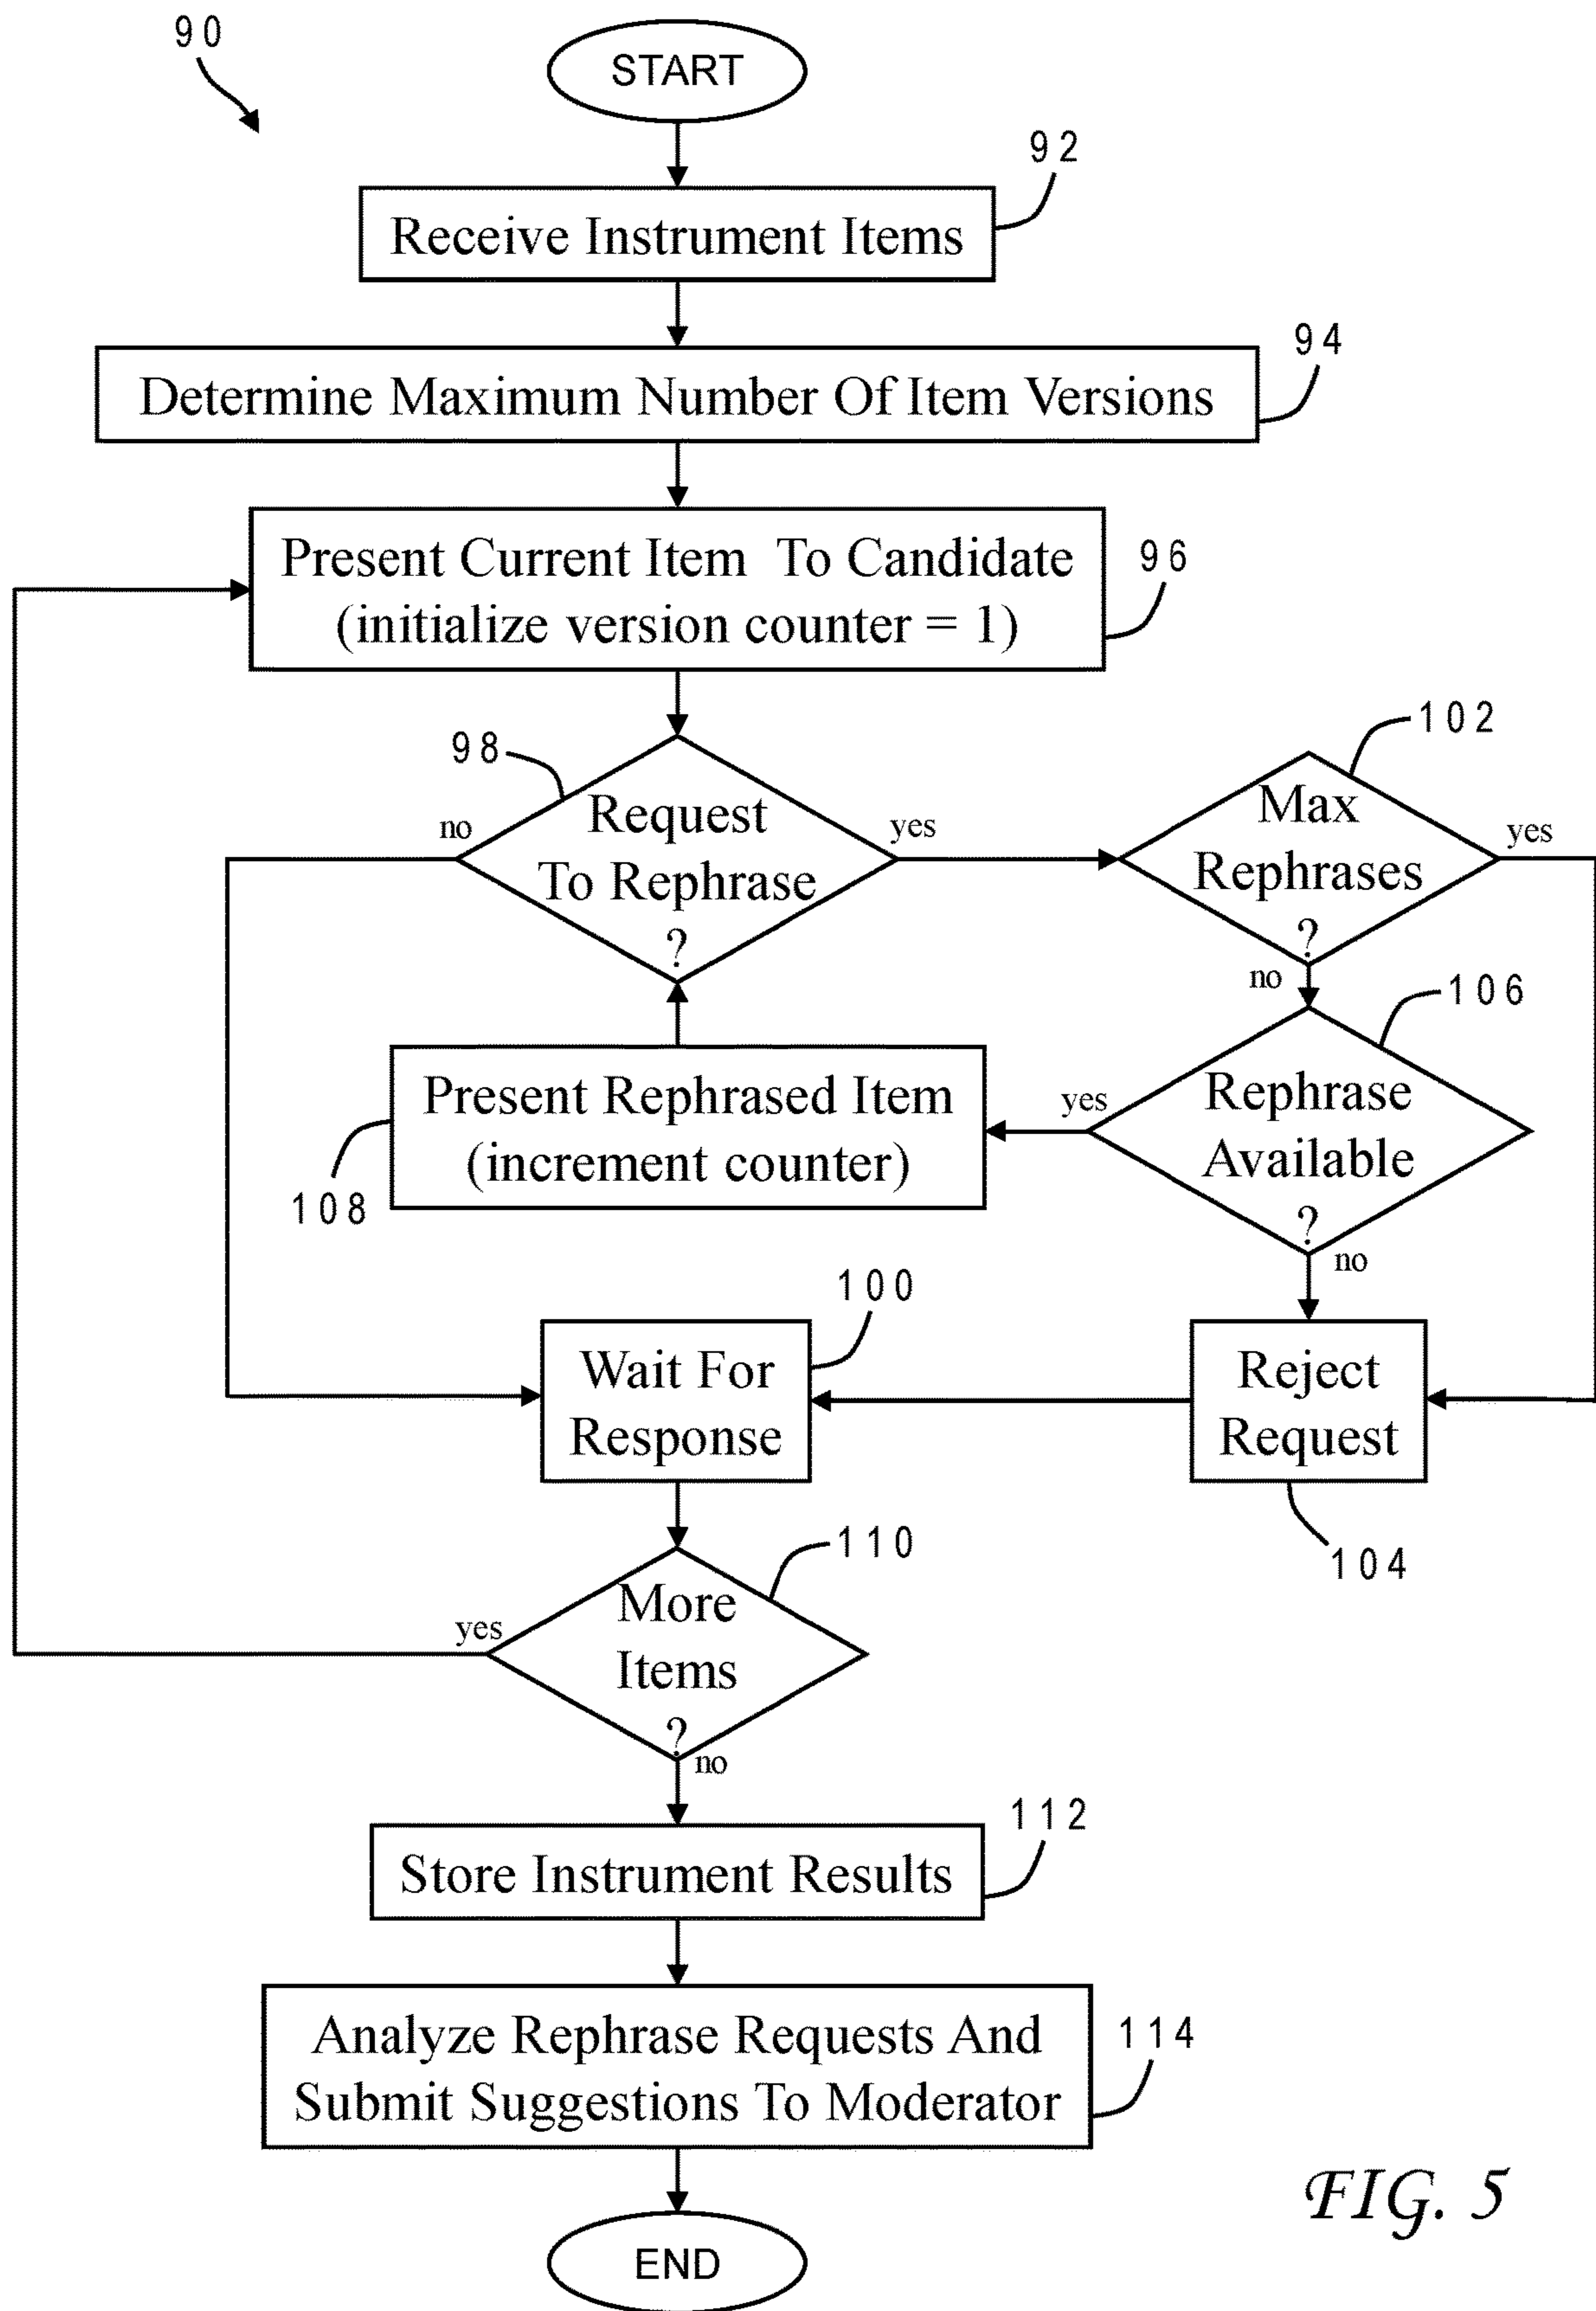 90
START
92
Receive Instrument Items
94
Determine Maximum Number Of Item Versions
Present Current Item To Candidate
(initialize version counter = 1)
96
98
Request
To Rephrase
?
no
yes
102
Max
Rephrases
?
yes
no
106
Rephrase
Available
?
yes
no
Present Rephrased Item
(increment counter)
108
100
Wait For
Response
Reject
Request
104
110
More
Items
?
yes
no
112
Store Instrument Results
Analyze Rephrase Requests And
Submit Suggestions To Moderator
114
END
FIG. 5